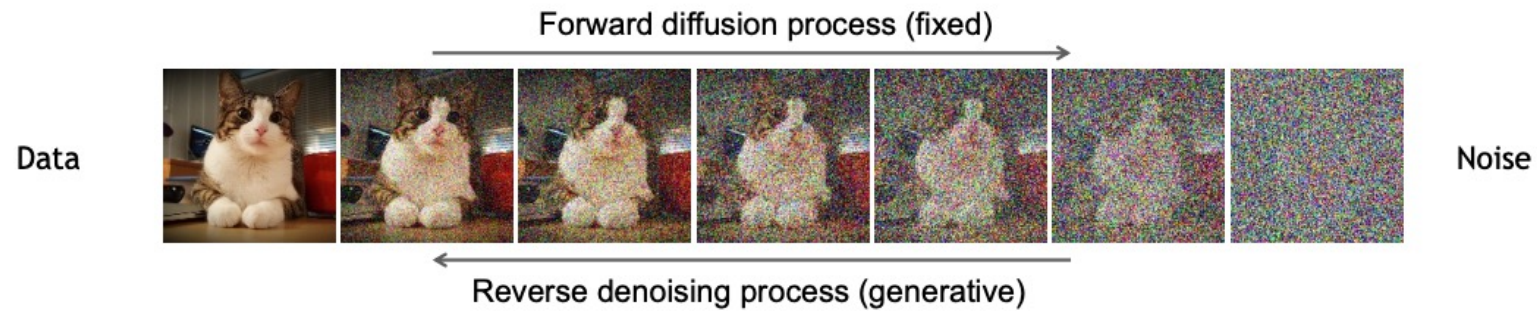 Forward diffusion process (fixed)
Data
Noise
Reverse denoising process (generative)